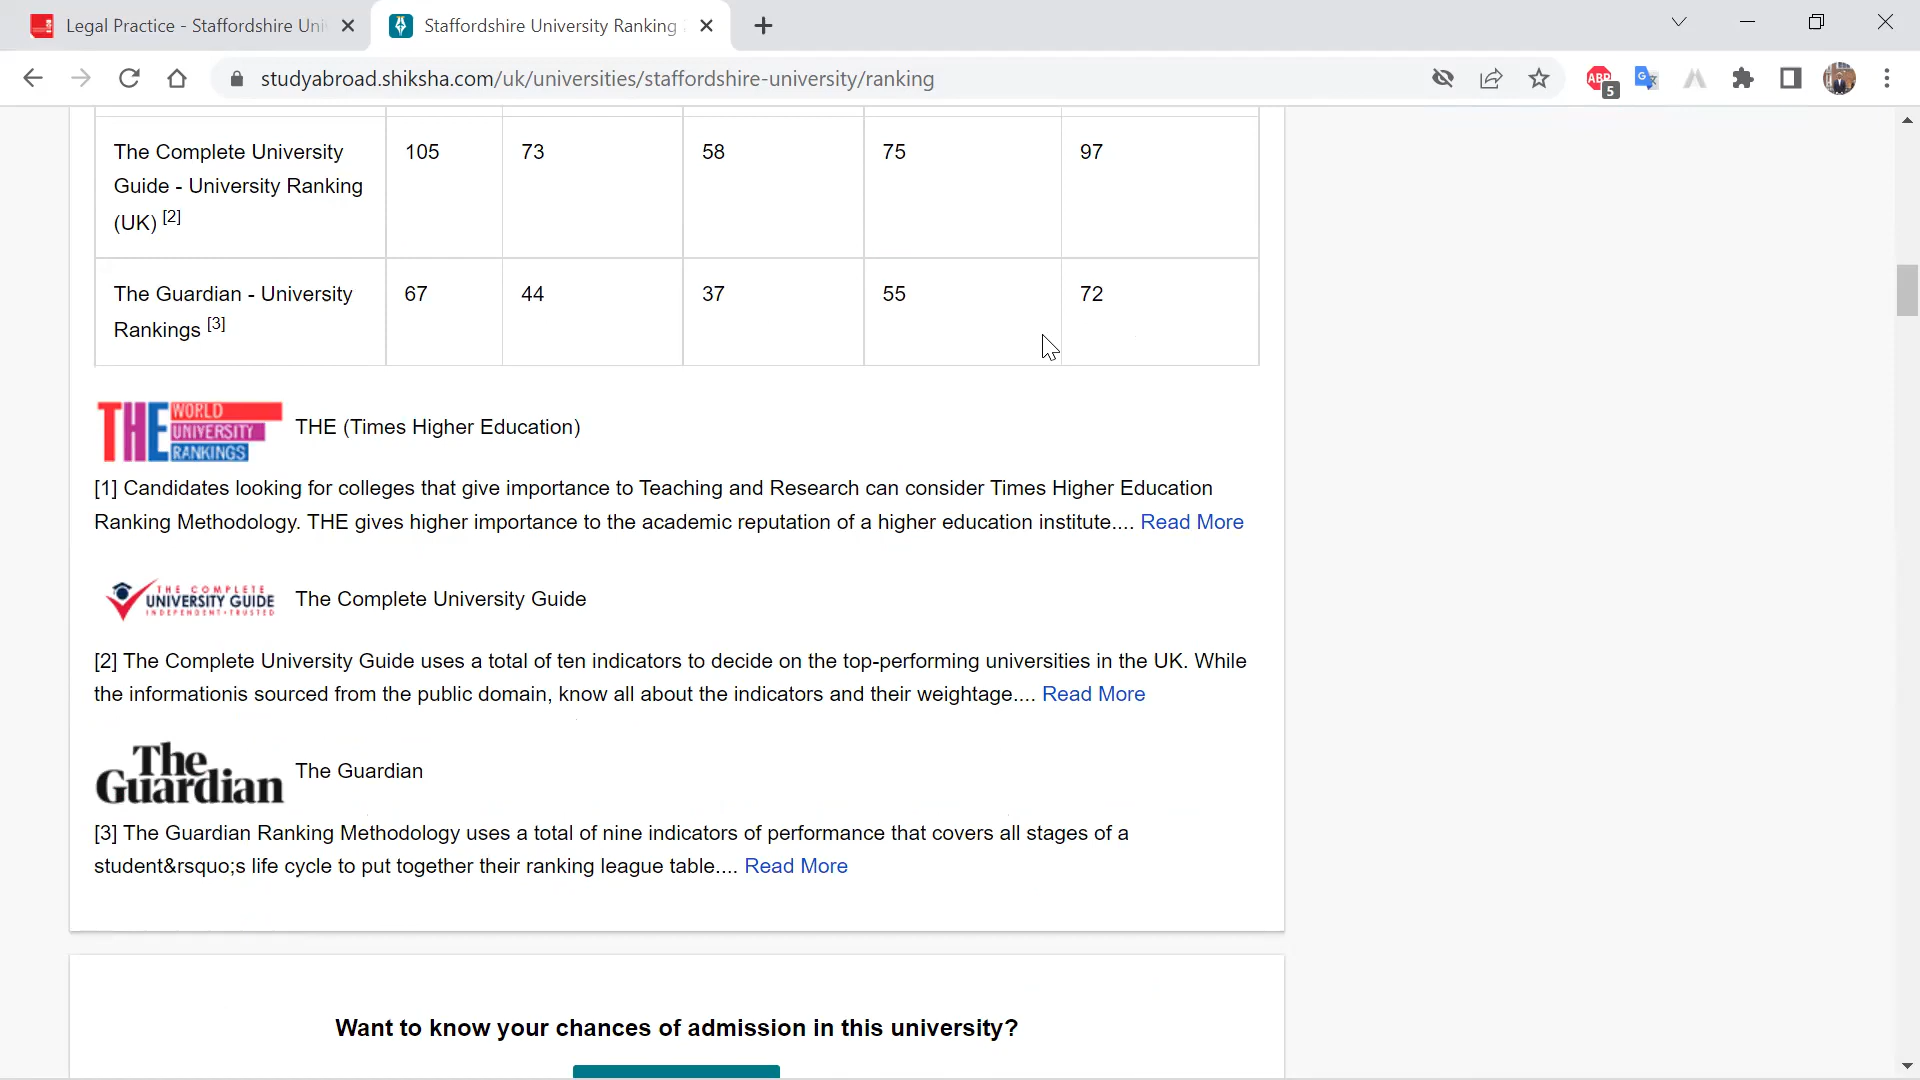 Legal Practice - Staffordshire Uni
Staffordshire University Ranking
studyabroad.shiksha.com/uk/universities/staffordshire-university/ranking
ABP
5
The Complete University Guide - University Ranking (UK) [2] 105 73 58 75 97
The Guardian - University Rankings [3] 67 44 37 55 72
THE WORLD UNIVERSITY RANKINGS
THE (Times Higher Education)
[1] Candidates looking for colleges that give importance to Teaching and Research can consider Times Higher Education
Ranking Methodology. THE gives higher importance to the academic reputation of a higher education institute.... Read More
THE COMPLETE
UNIVERSITY GUIDE
INDEPENDENT•TRUSTED
The Complete University Guide
[2] The Complete University Guide uses a total of ten indicators to decide on the top-performing universities in the UK. While
the informationis sourced from the public domain, know all about the indicators and their weightage.... Read More
The
Guardian
The Guardian
[3] The Guardian Ranking Methodology uses a total of nine indicators of performance that covers all stages of a
student&rsquo;s life cycle to put together their ranking league table.... Read More
Want to know your chances of admission in this university?